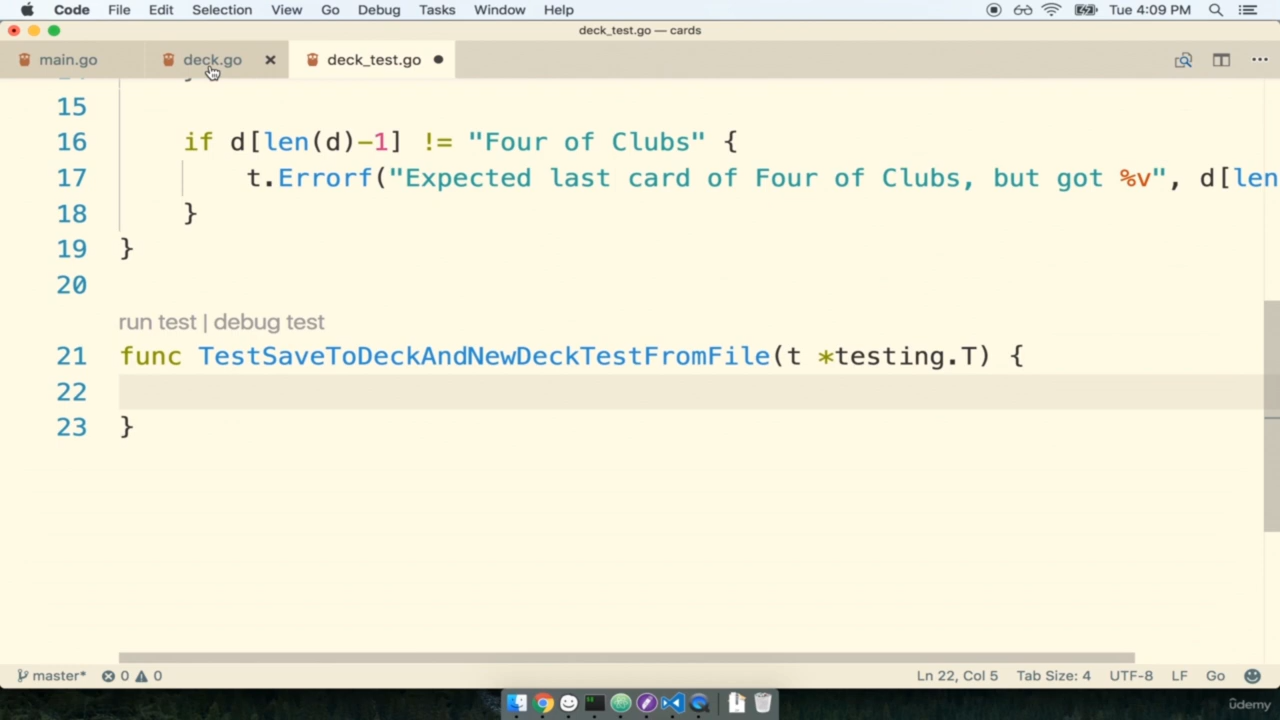 Code File Edit Selection View Go Debug Tasks Window Help Tue 4:09 PM
deck_test.go — cards
main.go deck.go deck_test.go
15
16 if d[len(d)-1] != "Four of Clubs" {
17 t.Errorf("Expected last card of Four of Clubs, but got %v", d[len
18 }
19 }
20
run test | debug test
21 func TestSaveToDeckAndNewDeckTestFromFile(t *testing.T) {
22
23 }
master* 0 0 Ln 22, Col 5 Tab Size: 4 UTF-8 LF Go
ûdemy